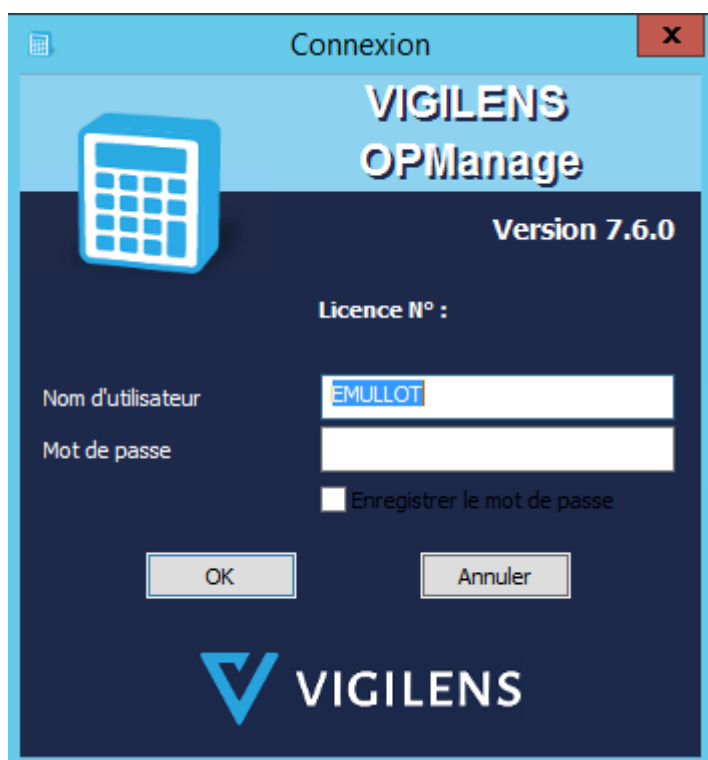 Connexion
x
VIGILENS
OPManage
Version 7.6.0
Licence N° :
Nom d'utilisateur EMULLOT
Mot de passe
Enregistrer le mot de passe
OK Annuler
VIGILENS